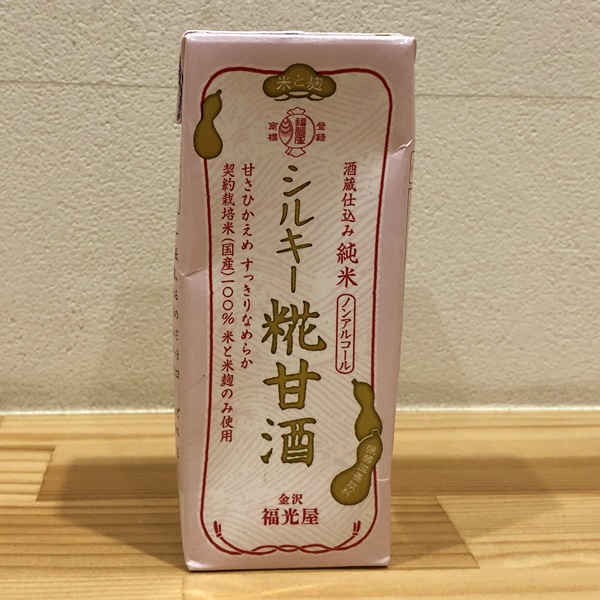 米と麹
登録
商標
酒蔵仕込み 純米
ノンアルコール
シルキー糀甘酒
甘さひかえめ すっきりなめらか
契約栽培米(国産)一〇〇% 米と米麹のみ使用
金沢
福光屋